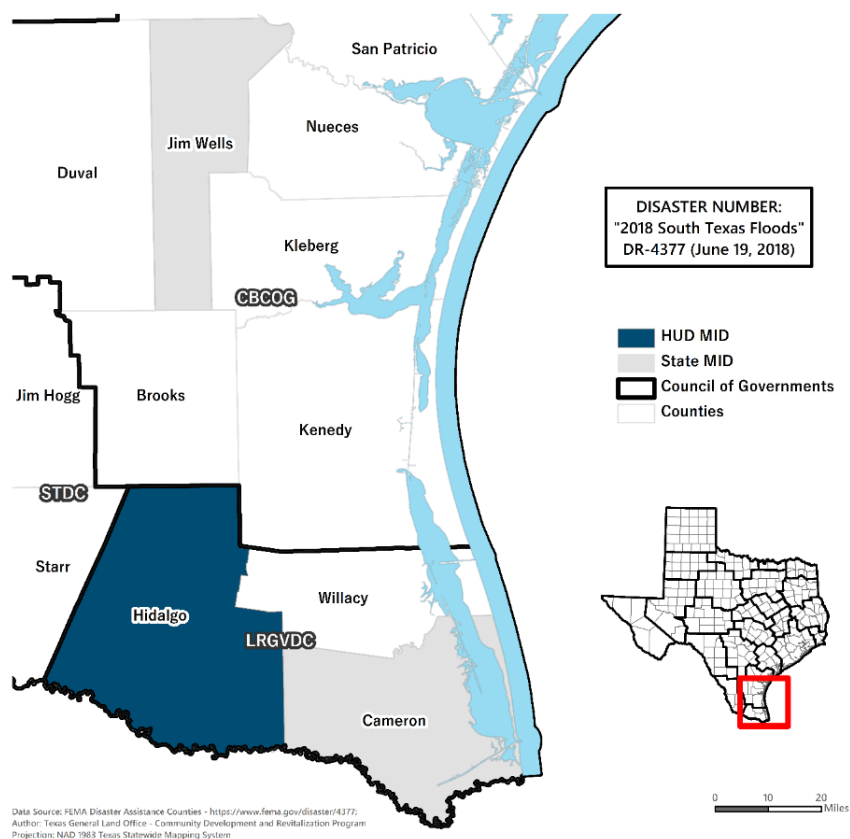 San Patricio
Nueces
Jim Wells
Duval
Kleberg
CBCOG
Jim Hogg
Brooks
Kenedy
STDC
Starr
Hidalgo
Willacy
LRGVDC
Cameron
DISASTER NUMBER:
"2018 South Texas Floods"
DR-4377 (June 19, 2018)
HUD MID
State MID
Council of Governments
Counties
0 10 20
Miles
Data Source: FEMA Disaster Assistance Counties - https://www.fema.gov/disaster/4377;
Author: Texas General Land Office - Community Development and Revitalization Program
Projection: NAD 1983 Texas Statewide Mapping System